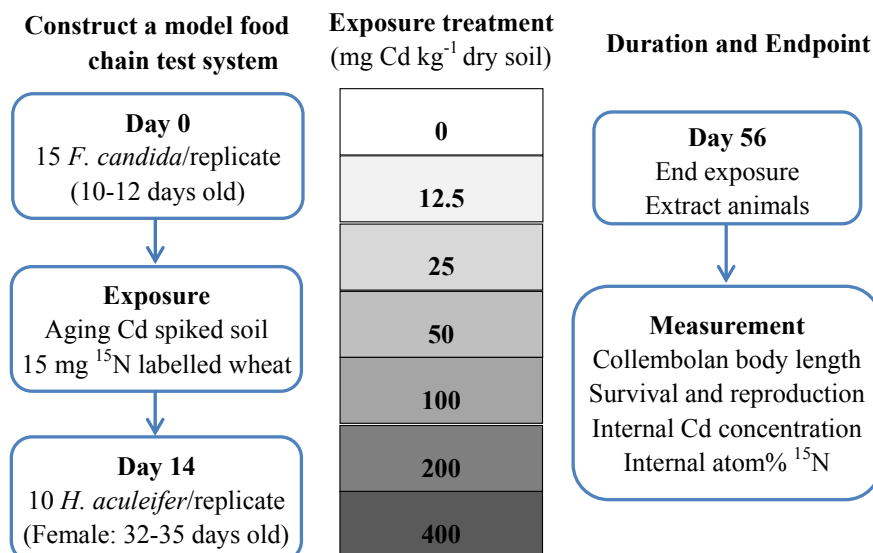 Construct a model food
chain test system
Day 0
15 F. candida/replicate
(10-12 days old)
Exposure
Aging Cd spiked soil
15 mg ¹⁵N labelled wheat
Day 14
10 H. aculeifer/replicate
(Female: 32-35 days old)
Exposure treatment
(mg Cd kg⁻¹ dry soil)
0
12.5
25
50
100
200
400
Duration and Endpoint
Day 56
End exposure
Extract animals
Measurement
Collembolan body length
Survival and reproduction
Internal Cd concentration
Internal atom% ¹⁵N